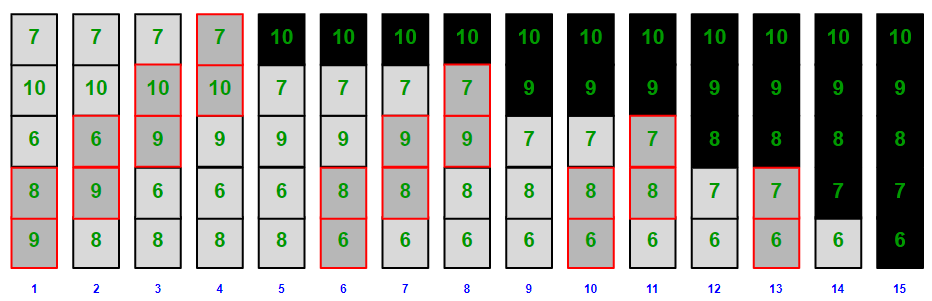 7 7 7 7 10 10 10 10 10 10 10 10 10 10 10
10 10 10 10 7 7 7 7 9 9 9 9 9 9 9
6 6 9 9 9 9 9 9 7 7 7 8 8 8 8
8 9 6 6 6 8 8 8 8 8 8 7 7 7 7
9 8 8 8 8 6 6 6 6 6 6 6 6 6 6
1 2 3 4 5 6 7 8 9 10 11 12 13 14 15